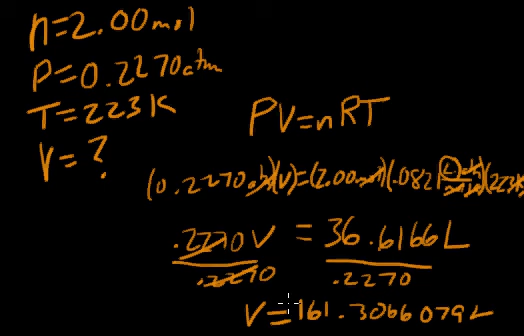 n=2.00mol
P=0.2270atm
T=223K
V=?
PV=nRT
(0.2270atm)(V)=(2.00mol)(.0821 L·atm/mol·K)(223K)
.2270V = 36.6166L
.2270 .2270
V=161.3066079L